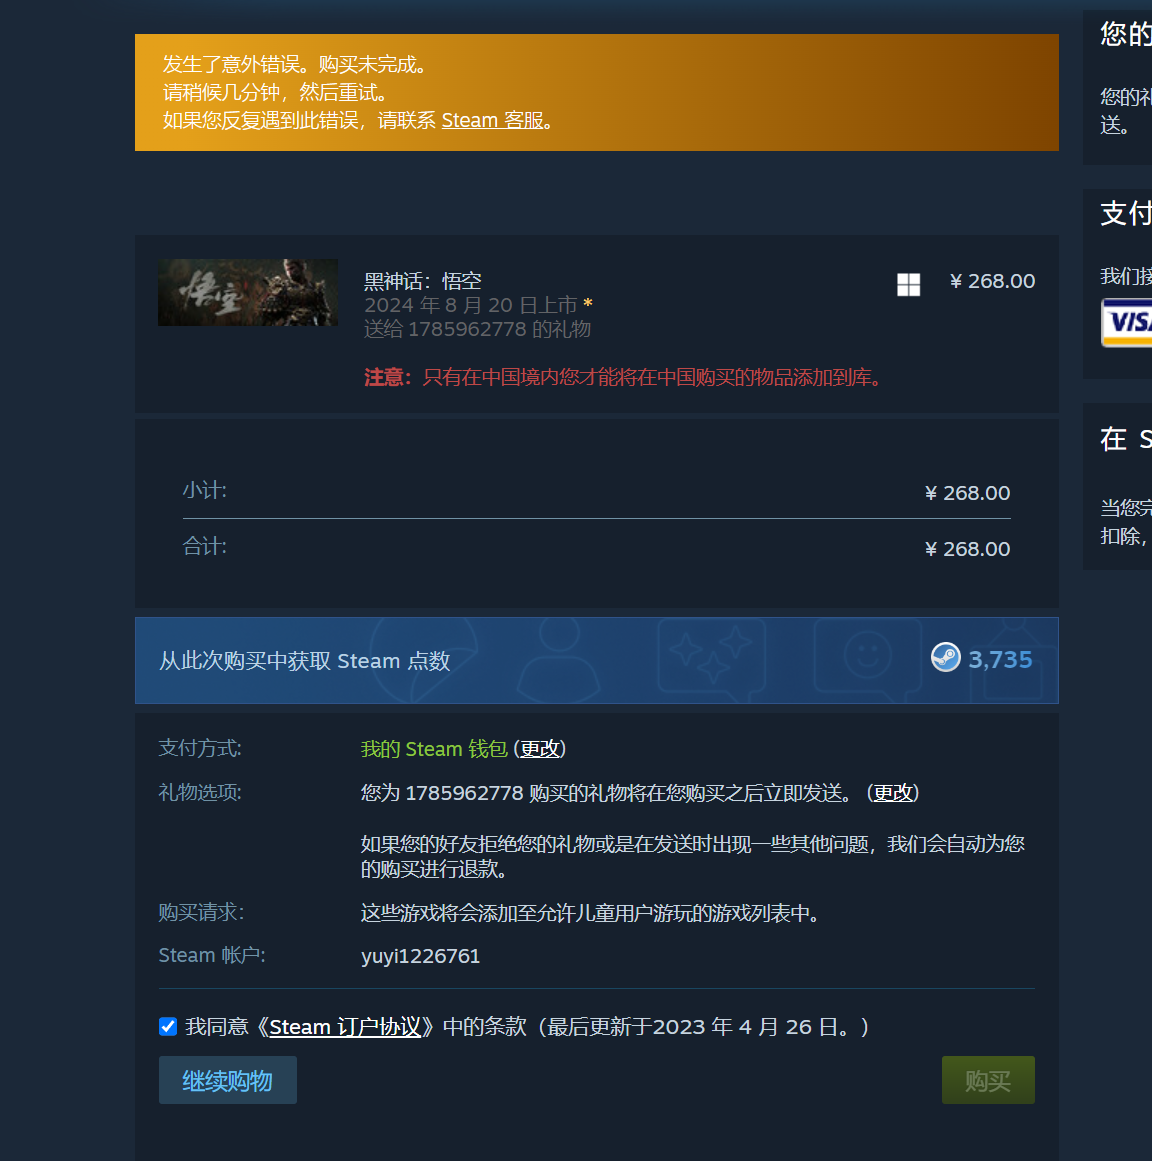 发生了意外错误。购买未完成。
请稍候几分钟，然后重试。
如果您反复遇到此错误，请联系 Steam 客服。
悟空
黑神话：悟空
¥ 268.00
2024 年 8 月 20 日上市 *
送给 1785962778 的礼物
注意：只有在中国境内您才能将在中国购买的物品添加到库。
小计:
¥ 268.00
合计:
¥ 268.00
从此次购买中获取 Steam 点数
3,735
支付方式:
我的 Steam 钱包 (更改)
礼物选项:
您为 1785962778 购买的礼物将在您购买之后立即发送。 (更改)
如果您的好友拒绝您的礼物或是在发送时出现一些其他问题，我们会自动为您
的购买进行退款。
购买请求:
这些游戏将会添加至允许儿童用户游玩的游戏列表中。
Steam 帐户:
yuyi1226761
我同意《Steam 订户协议》中的条款（最后更新于2023 年 4 月 26 日。）
继续购物
购买
您的
您的礼
送。
支付
我们接
VISA
在 S
当您完
扣除，